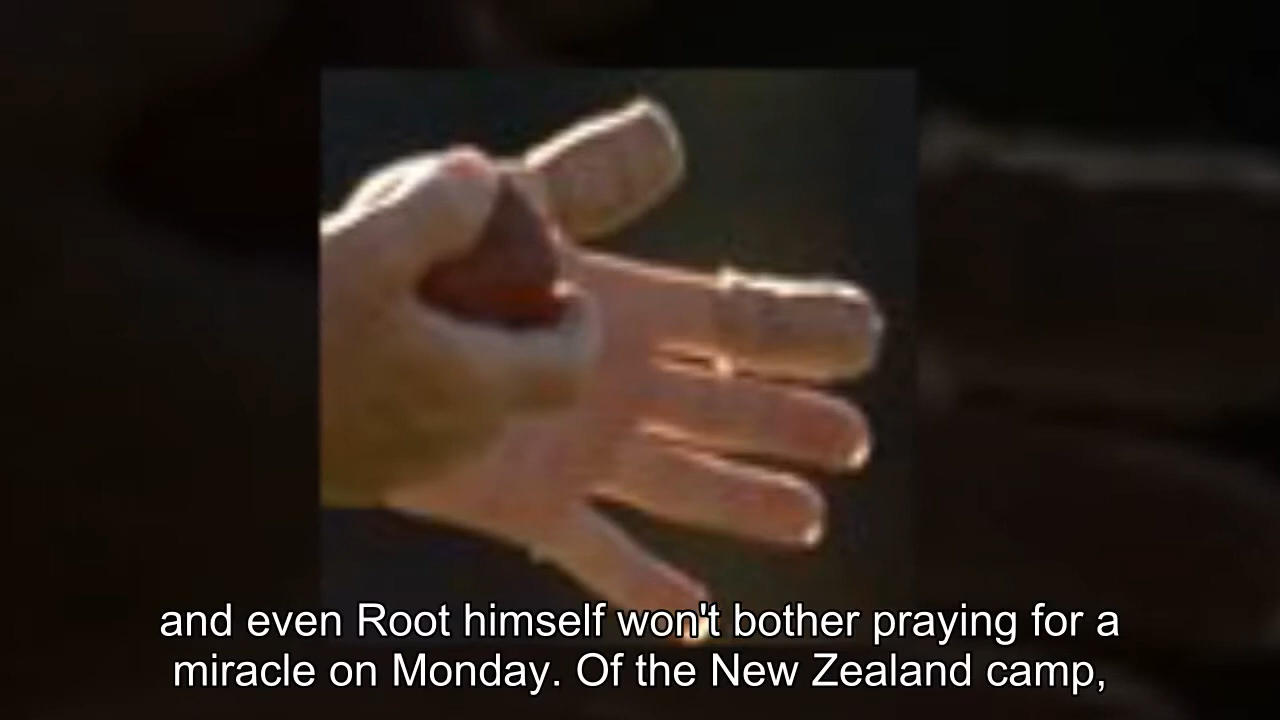 and even Root himself won't bother praying for a
miracle on Monday. Of the New Zealand camp,